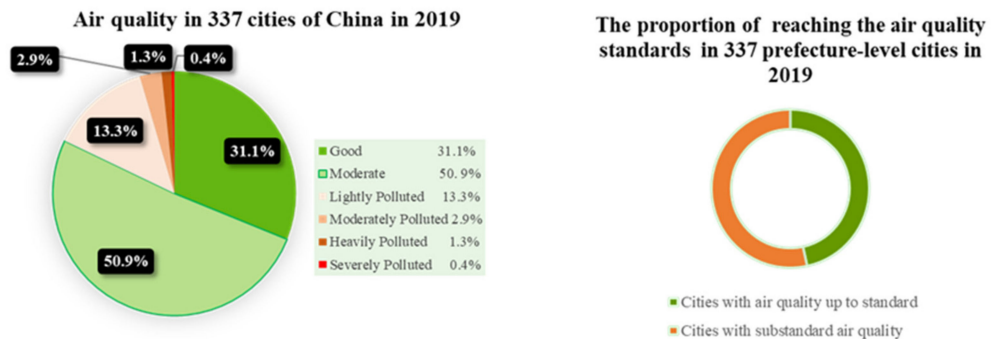 Air quality in 337 cities of China in 2019
2.9%
1.3%
0.4%
13.3%
31.1%
50.9%
Good 31.1%
Moderate 50. 9%
Lightly Polluted 13.3%
Moderately Polluted 2.9%
Heavily Polluted 1.3%
Severely Polluted 0.4%
The proportion of reaching the air quality
standards in 337 prefecture-level cities in
2019
Cities with air quality up to standard
Cities with substandard air quality